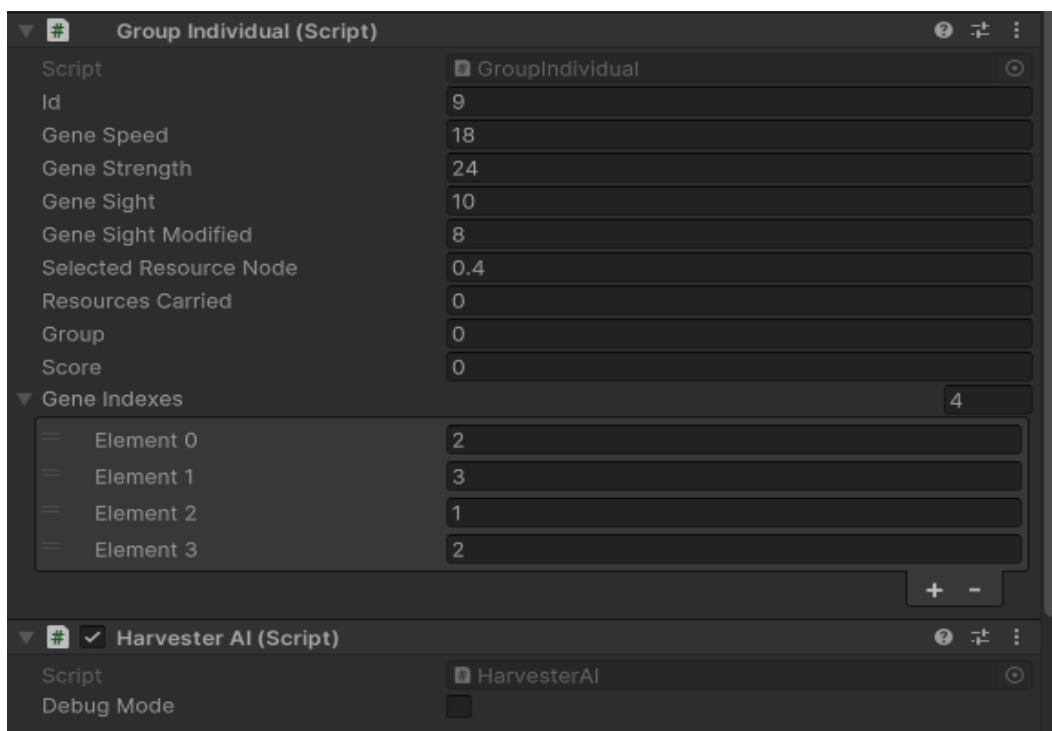 Group Individual (Script)
Script GroupIndividual
Id 9
Gene Speed 18
Gene Strength 24
Gene Sight 10
Gene Sight Modified 8
Selected Resource Node 0.4
Resources Carried 0
Group 0
Score 0
Gene Indexes 4
Element 0 2
Element 1 3
Element 2 1
Element 3 2
+ -
Harvester AI (Script)
Script HarvesterAI
Debug Mode